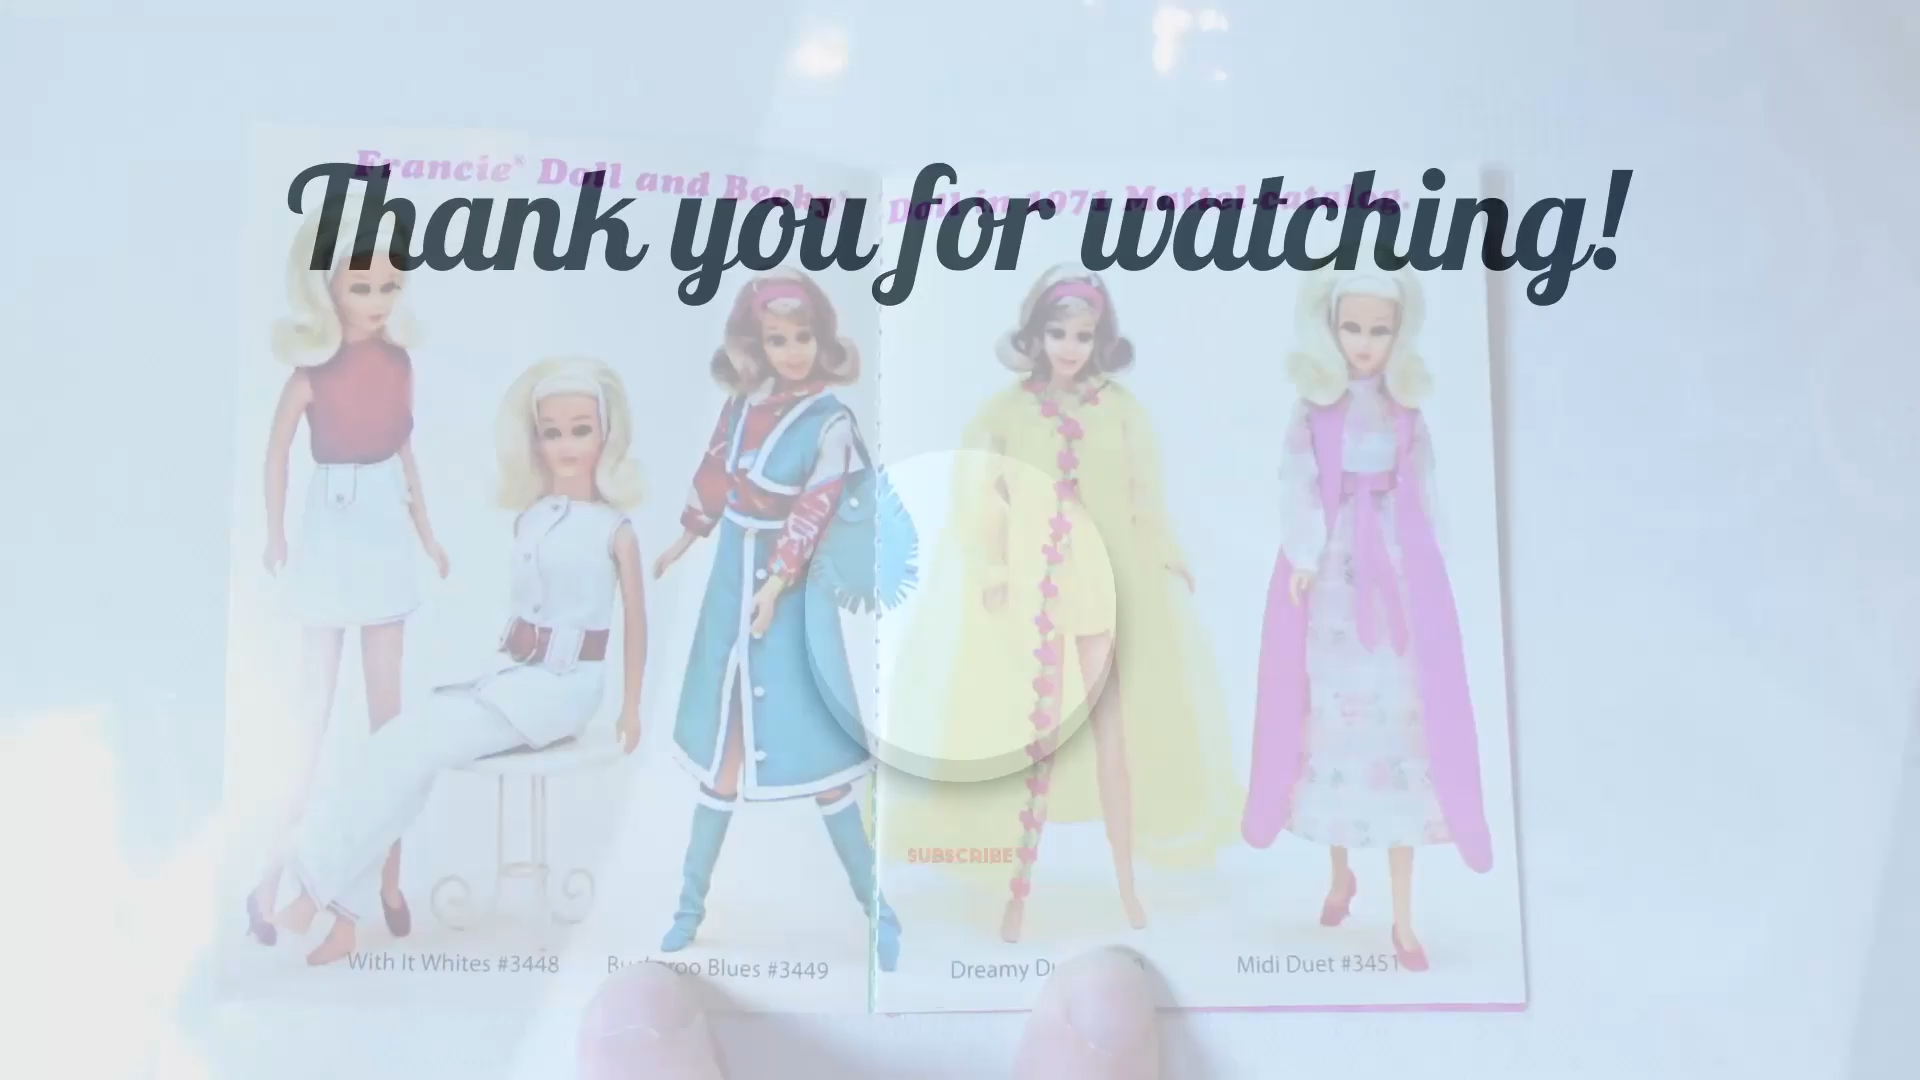 Francie® Doll and Becky® Doll in 1971 Mattel catalog.
Thank you for watching!
SUBSCRIBE
With It Whites #3448
Blues #3449
Dreamy
Midi Duet #3451